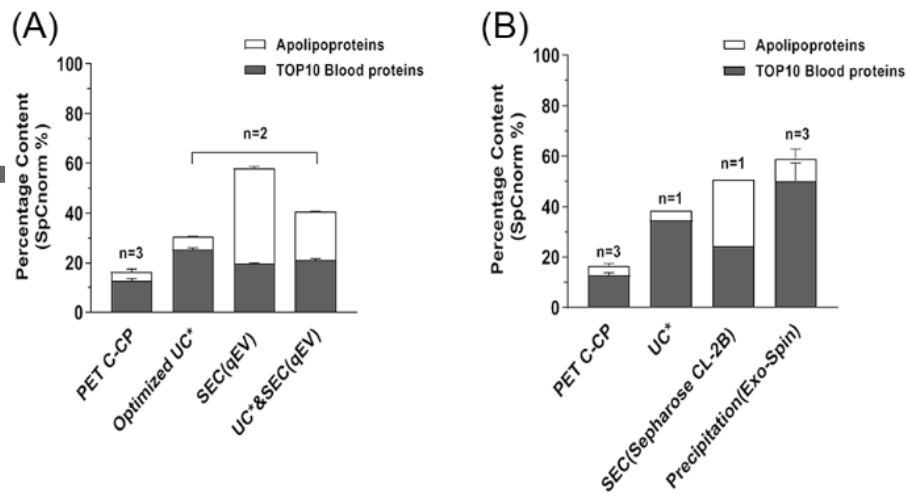 (A)
Apolipoproteins
TOP10 Blood proteins
Percentage Content
(SpCnorm %)
100
80
60
40
20
0
n=3
n=2
PET C-CP
Optimized UC*
SEC(qEV)
UC*&SEC(qEV)
(B)
Apolipoproteins
TOP10 Blood proteins
Percentage Content
(SpCnorm %)
100
80
60
40
20
0
n=3
n=1
n=1
n=3
PET C-CP
UC*
SEC(Sepharose CL-2B)
Precipitation(Exo-Spin)